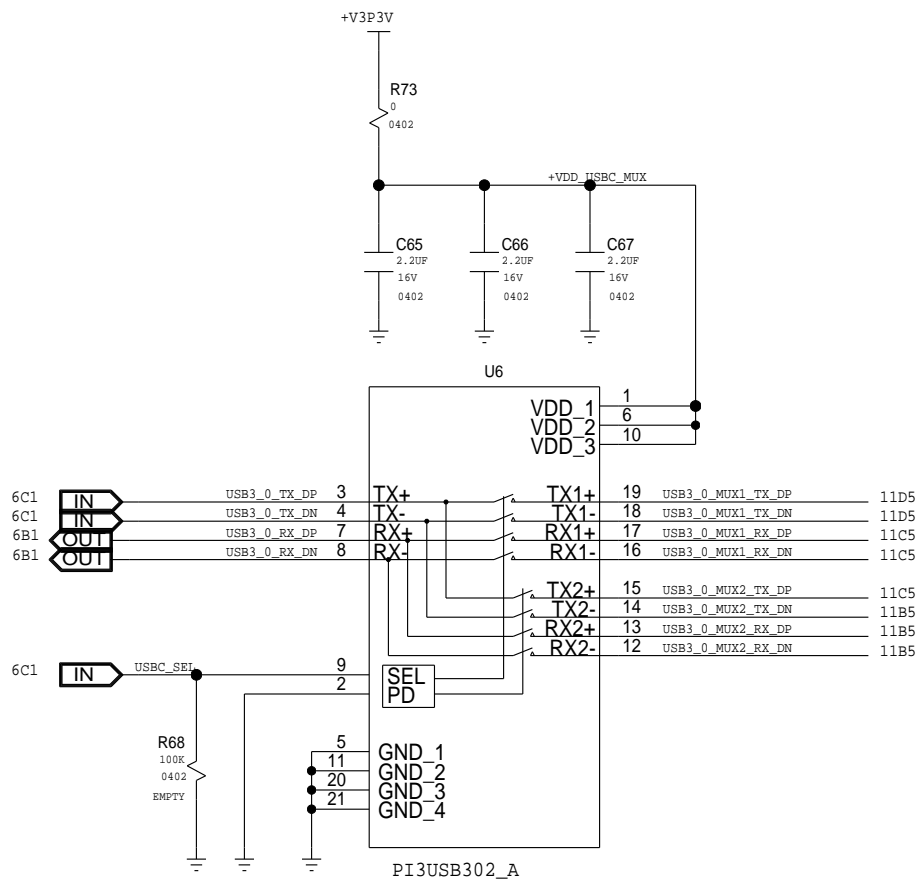 +V3P3V
R73
0
0402
+VDD_USBC_MUX
C65
2.2UF
16V
0402
C66
2.2UF
16V
0402
C67
2.2UF
16V
0402
U6
VDD_1 1
VDD_2 6
VDD_3 10
6C1 IN USB3_0_TX_DP 3 TX+ TX1+ 19 USB3_0_MUX1_TX_DP 11D5
6C1 IN USB3_0_TX_DN 4 TX- TX1- 18 USB3_0_MUX1_TX_DN 11D5
6B1 OUT USB3_0_RX_DP 7 RX+ RX1+ 17 USB3_0_MUX1_RX_DP 11C5
6B1 OUT USB3_0_RX_DN 8 RX- RX1- 16 USB3_0_MUX1_RX_DN 11C5
TX2+ 15 USB3_0_MUX2_TX_DP 11C5
TX2- 14 USB3_0_MUX2_TX_DN 11B5
RX2+ 13 USB3_0_MUX2_RX_DP 11B5
RX2- 12 USB3_0_MUX2_RX_DN 11B5
6C1 IN USBC_SEL 9 SEL
2 PD
R68
100K
0402
EMPTY
5 GND_1
11 GND_2
20 GND_3
21 GND_4
PI3USB302_A